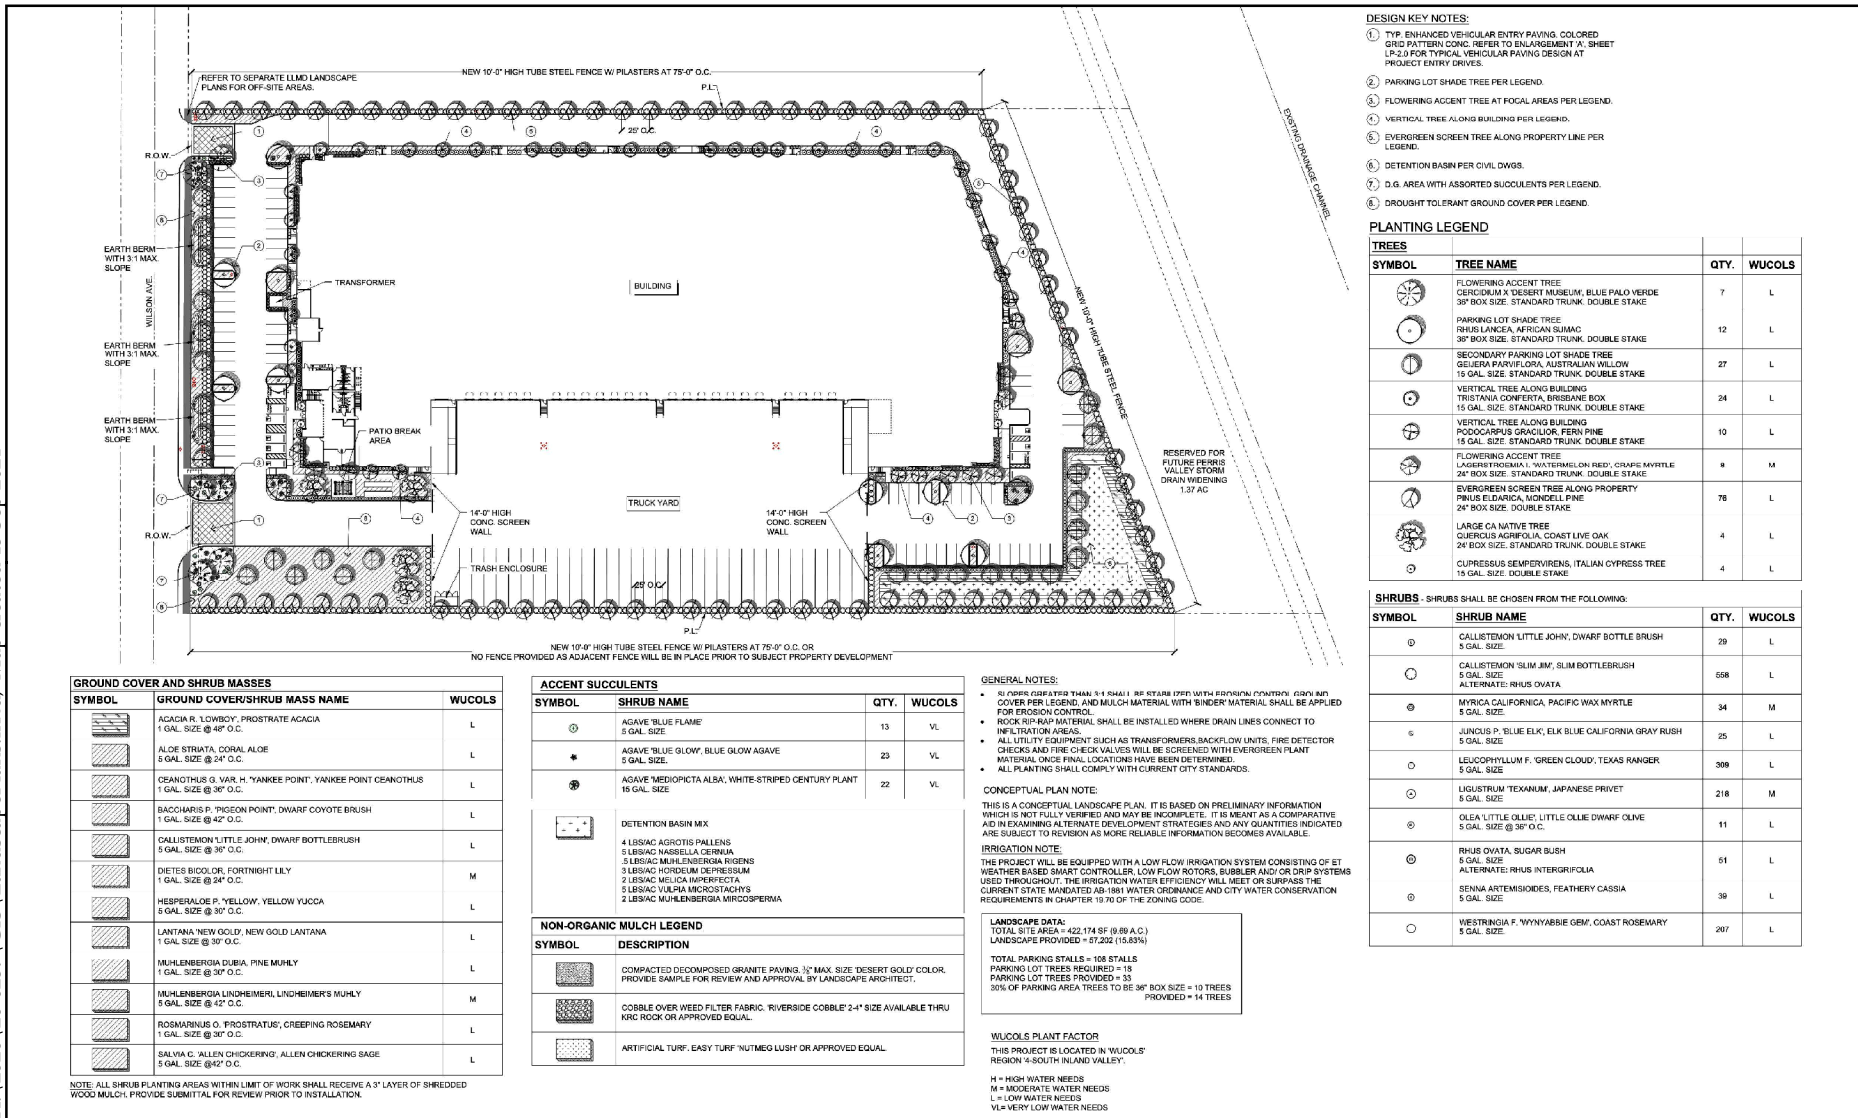 NEW 10'-0" HIGH TUBE STEEL FENCE W/ PILASTERS AT 75'-0" O.C.
REFER TO SEPARATE LLMD LANDSCAPE
PLANS FOR OFF-SITE AREAS.
P.L.
25' O.C.
R.O.W.
EXISTING DRAINAGE CHANNEL
EARTH BERM
WITH 3:1 MAX.
SLOPE
WILSON AVE.
TRANSFORMER
BUILDING
NEW 10'-0" HIGH TUBE STEEL FENCE
EARTH BERM
WITH 3:1 MAX.
SLOPE
EARTH BERM
WITH 3:1 MAX.
SLOPE
PATIO BREAK
AREA
RESERVED FOR
FUTURE PERRIS
VALLEY STORM
DRAIN WIDENING
1.37 AC
TRUCK YARD
14'-0" HIGH
CONC. SCREEN
WALL
14'-0" HIGH
CONC. SCREEN
WALL
R.O.W.
TRASH ENCLOSURE
25' O.C.
P.L.
NEW 10'-0" HIGH TUBE STEEL FENCE W/ PILASTERS AT 75'-0" O.C. OR
NO FENCE PROVIDED AS ADJACENT FENCE WILL BE IN PLACE PRIOR TO SUBJECT PROPERTY DEVELOPMENT
DESIGN KEY NOTES:
1. TYP. ENHANCED VEHICULAR ENTRY PAVING. COLORED
GRID PATTERN CONC. REFER TO ENLARGEMENT 'A', SHEET
LP-2.0 FOR TYPICAL VEHICULAR PAVING DESIGN AT
PROJECT ENTRY DRIVES.
2. PARKING LOT SHADE TREE PER LEGEND.
3. FLOWERING ACCENT TREE AT FOCAL AREAS PER LEGEND.
4. VERTICAL TREE ALONG BUILDING PER LEGEND.
5. EVERGREEN SCREEN TREE ALONG PROPERTY LINE PER
LEGEND.
6. DETENTION BASIN PER CIVIL DWGS.
7. D.G. AREA WITH ASSORTED SUCCULENTS PER LEGEND.
8. DROUGHT TOLERANT GROUND COVER PER LEGEND.
PLANTING LEGEND
TREES
SYMBOL TREE NAME QTY. WUCOLS
FLOWERING ACCENT TREE
CERCIDIUM X 'DESERT MUSEUM', BLUE PALO VERDE 7 L
36" BOX SIZE. STANDARD TRUNK. DOUBLE STAKE
PARKING LOT SHADE TREE
RHUS LANCEA, AFRICAN SUMAC 12 L
36" BOX SIZE. STANDARD TRUNK. DOUBLE STAKE
SECONDARY PARKING LOT SHADE TREE
GEIJERA PARVIFLORA, AUSTRALIAN WILLOW 27 L
15 GAL. SIZE. STANDARD TRUNK. DOUBLE STAKE
VERTICAL TREE ALONG BUILDING
TRISTANIA CONFERTA, BRISBANE BOX 24 L
15 GAL. SIZE. STANDARD TRUNK. DOUBLE STAKE
VERTICAL TREE ALONG BUILDING
PODOCARPUS GRACILIOR, FERN PINE 10 L
15 GAL. SIZE. STANDARD TRUNK. DOUBLE STAKE
FLOWERING ACCENT TREE
LAGERSTROEMIA I. 'WATERMELON RED', CRAPE MYRTLE 9 M
24" BOX SIZE. STANDARD TRUNK. DOUBLE STAKE
EVERGREEN SCREEN TREE ALONG PROPERTY
PINUS ELDARICA, MONDELL PINE 76 L
24" BOX SIZE. DOUBLE STAKE
LARGE CA NATIVE TREE
QUERCUS AGRIFOLIA, COAST LIVE OAK 4 L
24' BOX SIZE. STANDARD TRUNK. DOUBLE STAKE
CUPRESSUS SEMPERVIRENS, ITALIAN CYPRESS TREE 4 L
15 GAL. SIZE. DOUBLE STAKE
SHRUBS - SHRUBS SHALL BE CHOSEN FROM THE FOLLOWING:
SYMBOL SHRUB NAME QTY. WUCOLS
CALLISTEMON 'LITTLE JOHN', DWARF BOTTLE BRUSH 29 L
5 GAL. SIZE.
CALLISTEMON 'SLIM JIM', SLIM BOTTLEBRUSH
5 GAL. SIZE 558 L
ALTERNATE: RHUS OVATA
MYRICA CALIFORNICA, PACIFIC WAX MYRTLE 34 M
5 GAL. SIZE.
JUNCUS P. 'BLUE ELK', ELK BLUE CALIFORNIA GRAY RUSH 25 L
5 GAL. SIZE
LEUCOPHYLLUM F. 'GREEN CLOUD', TEXAS RANGER 309 L
5 GAL. SIZE
LIGUSTRUM 'TEXANUM', JAPANESE PRIVET 218 M
5 GAL. SIZE
OLEA 'LITTLE OLLIE', LITTLE OLLIE DWARF OLIVE 11 L
5 GAL. SIZE @ 36" O.C.
RHUS OVATA, SUGAR BUSH
5 GAL. SIZE 51 L
ALTERNATE: RHUS INTERGRIFOLIA
SENNA ARTEMISIOIDES, FEATHERY CASSIA 39 L
5 GAL. SIZE
WESTRINGIA F. 'WYNYABBIE GEM', COAST ROSEMARY 207 L
5 GAL. SIZE.
GROUND COVER AND SHRUB MASSES
SYMBOL GROUND COVER/SHRUB MASS NAME WUCOLS
ACACIA R. 'LOWBOY', PROSTRATE ACACIA L
1 GAL. SIZE @ 48" O.C.
ALOE STRIATA, CORAL ALOE L
5 GAL. SIZE @ 24" O.C.
CEANOTHUS G. VAR. H. 'YANKEE POINT', YANKEE POINT CEANOTHUS L
1 GAL. SIZE @ 36" O.C.
BACCHARIS P. 'PIGEON POINT', DWARF COYOTE BRUSH L
1 GAL. SIZE @ 42" O.C.
CALLISTEMON 'LITTLE JOHN', DWARF BOTTLEBRUSH L
5 GAL. SIZE @ 36" O.C.
DIETES BICOLOR, FORTNIGHT LILY M
1 GAL. SIZE @ 24" O.C.
HESPERALOE P. 'YELLOW', YELLOW YUCCA L
5 GAL. SIZE @ 30" O.C.
LANTANA 'NEW GOLD', NEW GOLD LANTANA L
1 GAL SIZE @ 30" O.C.
MUHLENBERGIA DUBIA, PINE MUHLY L
1 GAL. SIZE @ 30" O.C.
MUHLENBERGIA LINDHEIMERI, LINDHEIMER'S MUHLY M
5 GAL. SIZE @ 42" O.C.
ROSMARINUS O. 'PROSTRATUS', CREEPING ROSEMARY L
1 GAL. SIZE @ 30" O.C.
SALVIA C. 'ALLEN CHICKERING', ALLEN CHICKERING SAGE L
5 GAL. SIZE @42" O.C.
NOTE: ALL SHRUB PLANTING AREAS WITHIN LIMIT OF WORK SHALL RECEIVE A 3" LAYER OF SHREDDED
WOOD MULCH. PROVIDE SUBMITTAL FOR REVIEW PRIOR TO INSTALLATION.
ACCENT SUCCULENTS
SYMBOL SHRUB NAME QTY. WUCOLS
AGAVE 'BLUE FLAME' 13 VL
5 GAL. SIZE
AGAVE 'BLUE GLOW', BLUE GLOW AGAVE 23 VL
5 GAL. SIZE.
AGAVE 'MEDIOPICTA ALBA', WHITE-STRIPED CENTURY PLANT 22 VL
15 GAL. SIZE
DETENTION BASIN MIX
4 LBS/AC AGROTIS PALLENS
5 LBS/AC NASSELLA CERNUA
.5 LBS/AC MUHLENBERGIA RIGENS
3 LBS/AC HORDEUM DEPRESSUM
2 LBS/AC MELICA IMPERFECTA
5 LBS/AC VULPIA MICROSTACHYS
2 LBS/AC MUHLENBERGIA MIRCOSPERMA
NON-ORGANIC MULCH LEGEND
SYMBOL DESCRIPTION
COMPACTED DECOMPOSED GRANITE PAVING. ⅜" MAX. SIZE 'DESERT GOLD' COLOR.
PROVIDE SAMPLE FOR REVIEW AND APPROVAL BY LANDSCAPE ARCHITECT.
COBBLE OVER WEED FILTER FABRIC. 'RIVERSIDE COBBLE' 2-4" SIZE AVAILABLE THRU
KRC ROCK OR APPROVED EQUAL.
ARTIFICIAL TURF. EASY TURF 'NUTMEG LUSH' OR APPROVED EQUAL.
GENERAL NOTES:
• SLOPES GREATER THAN 3:1 SHALL BE STABILIZED WITH EROSION CONTROL GROUND
COVER PER LEGEND, AND MULCH MATERIAL WITH 'BINDER' MATERIAL SHALL BE APPLIED
FOR EROSION CONTROL.
• ROCK RIP-RAP MATERIAL SHALL BE INSTALLED WHERE DRAIN LINES CONNECT TO
INFILTRATION AREAS.
• ALL UTILITY EQUIPMENT SUCH AS TRANSFORMERS,BACKFLOW UNITS, FIRE DETECTOR
CHECKS AND FIRE CHECK VALVES WILL BE SCREENED WITH EVERGREEN PLANT
MATERIAL ONCE FINAL LOCATIONS HAVE BEEN DETERMINED.
• ALL PLANTING SHALL COMPLY WITH CURRENT CITY STANDARDS.
CONCEPTUAL PLAN NOTE:
THIS IS A CONCEPTUAL LANDSCAPE PLAN. IT IS BASED ON PRELIMINARY INFORMATION
WHICH IS NOT FULLY VERIFIED AND MAY BE INCOMPLETE. IT IS MEANT AS A COMPARATIVE
AID IN EXAMINING ALTERNATE DEVELOPMENT STRATEGIES AND ANY QUANTITIES INDICATED
ARE SUBJECT TO REVISION AS MORE RELIABLE INFORMATION BECOMES AVAILABLE.
IRRIGATION NOTE:
THE PROJECT WILL BE EQUIPPED WITH A LOW FLOW IRRIGATION SYSTEM CONSISTING OF ET
WEATHER BASED SMART CONTROLLER, LOW FLOW ROTORS, BUBBLER AND/ OR DRIP SYSTEMS
USED THROUGHOUT. THE IRRIGATION WATER EFFICIENCY WILL MEET OR SURPASS THE
CURRENT STATE MANDATED AB-1881 WATER ORDINANCE AND CITY WATER CONSERVATION
REQUIREMENTS IN CHAPTER 19.70 OF THE ZONING CODE.
LANDSCAPE DATA:
TOTAL SITE AREA = 422,174 SF (9.69 A.C.)
LANDSCAPE PROVIDED = 57,202 (15.83%)
TOTAL PARKING STALLS = 108 STALLS
PARKING LOT TREES REQUIRED = 18
PARKING LOT TREES PROVIDED = 33
30% OF PARKING AREA TREES TO BE 36" BOX SIZE = 10 TREES
PROVIDED = 14 TREES
WUCOLS PLANT FACTOR
THIS PROJECT IS LOCATED IN 'WUCOLS'
REGION '4-SOUTH INLAND VALLEY'.
H = HIGH WATER NEEDS
M = MODERATE WATER NEEDS
L = LOW WATER NEEDS
VL= VERY LOW WATER NEEDS